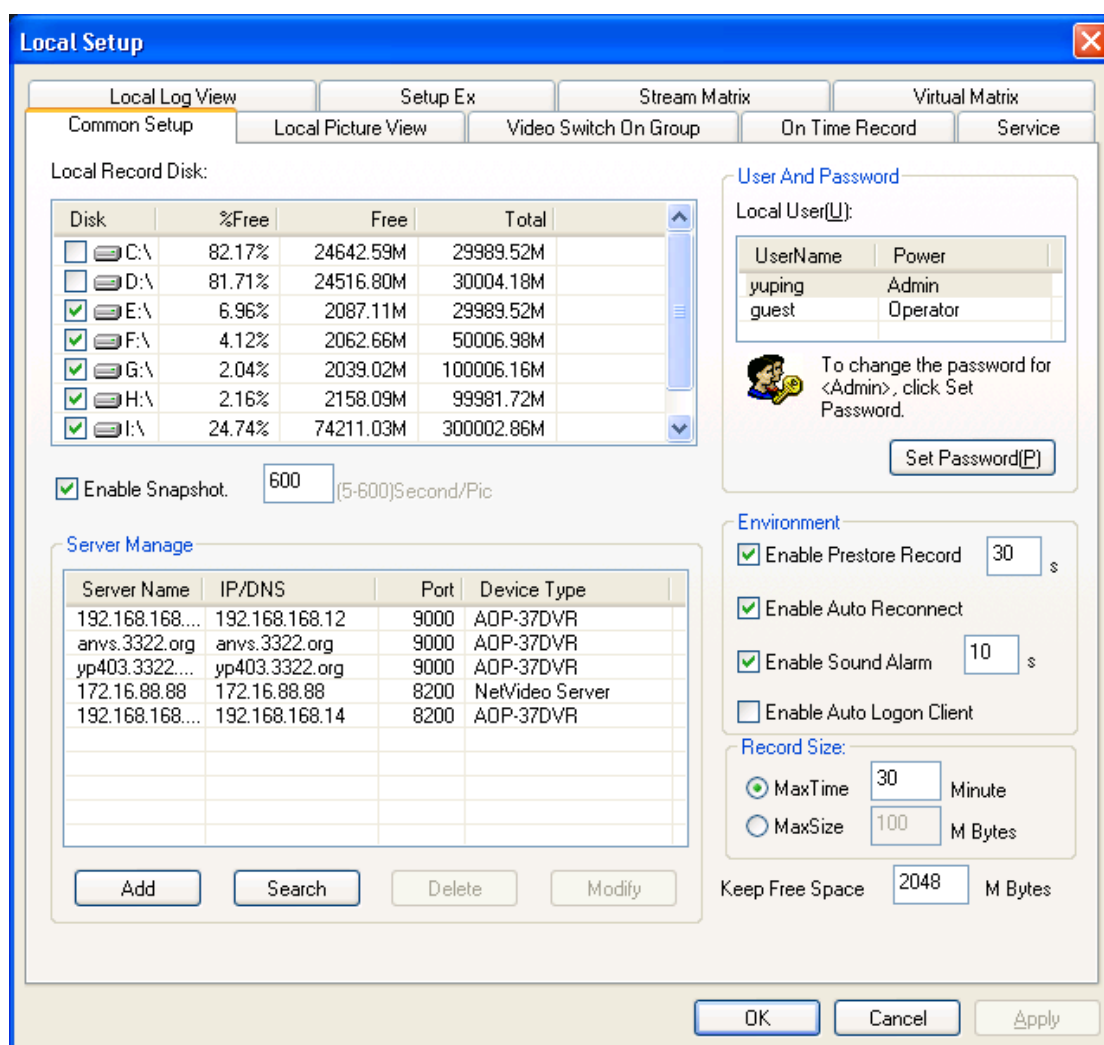 Local Setup
Local Log View Setup Ex Stream Matrix Virtual Matrix
Common Setup Local Picture View Video Switch On Group On Time Record Service
Local Record Disk:
Disk %Free Free Total
C:\ 82.17% 24642.59M 29989.52M
D:\ 81.71% 24516.80M 30004.18M
E:\ 6.96% 2087.11M 29989.52M
F:\ 4.12% 2062.66M 50006.98M
G:\ 2.04% 2039.02M 100006.16M
H:\ 2.16% 2158.09M 99981.72M
I:\ 24.74% 74211.03M 300002.86M
Enable Snapshot. 600 (5-600)Second/Pic
Server Manage
Server Name IP/DNS Port Device Type
192.168.168.... 192.168.168.12 9000 AOP-37DVR
anvs.3322.org anvs.3322.org 9000 AOP-37DVR
yp403.3322.... yp403.3322.org 9000 AOP-37DVR
172.16.88.88 172.16.88.88 8200 NetVideo Server
192.168.168.... 192.168.168.14 8200 AOP-37DVR
Add Search Delete Modify
User And Password
Local User(U):
UserName Power
yuping Admin
guest Operator
To change the password for
<Admin>, click Set
Password.
Set Password(P)
Environment
Enable Prestore Record 30 s
Enable Auto Reconnect
Enable Sound Alarm 10 s
Enable Auto Logon Client
Record Size:
MaxTime 30 Minute
MaxSize 100 M Bytes
Keep Free Space 2048 M Bytes
OK Cancel Apply